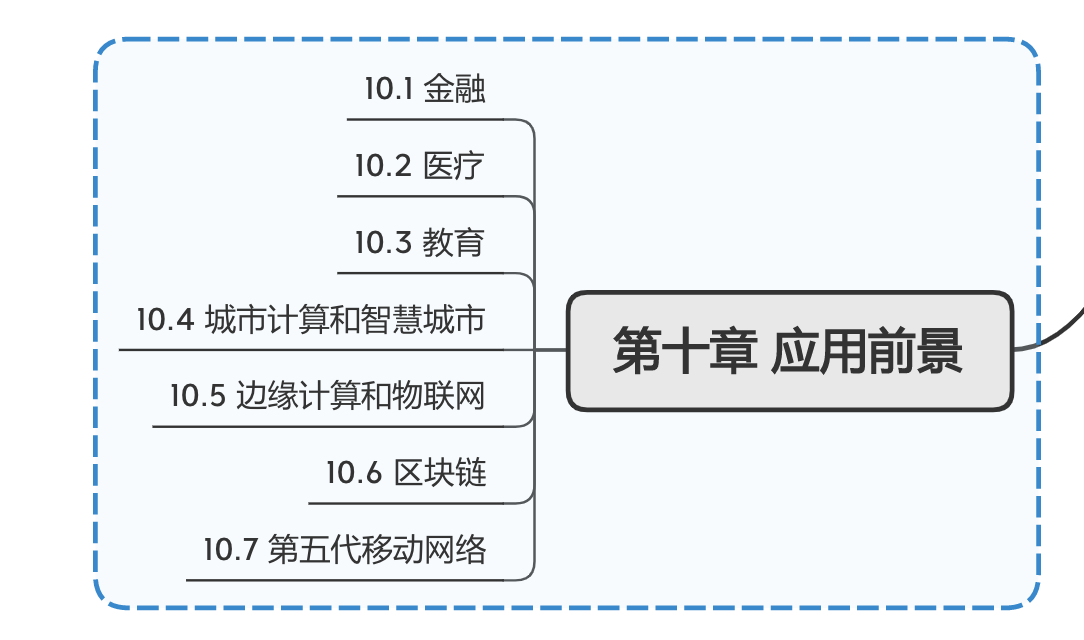 10.1 金融
10.2 医疗
10.3 教育
10.4 城市计算和智慧城市
10.5 边缘计算和物联网
10.6 区块链
10.7 第五代移动网络
第十章 应用前景